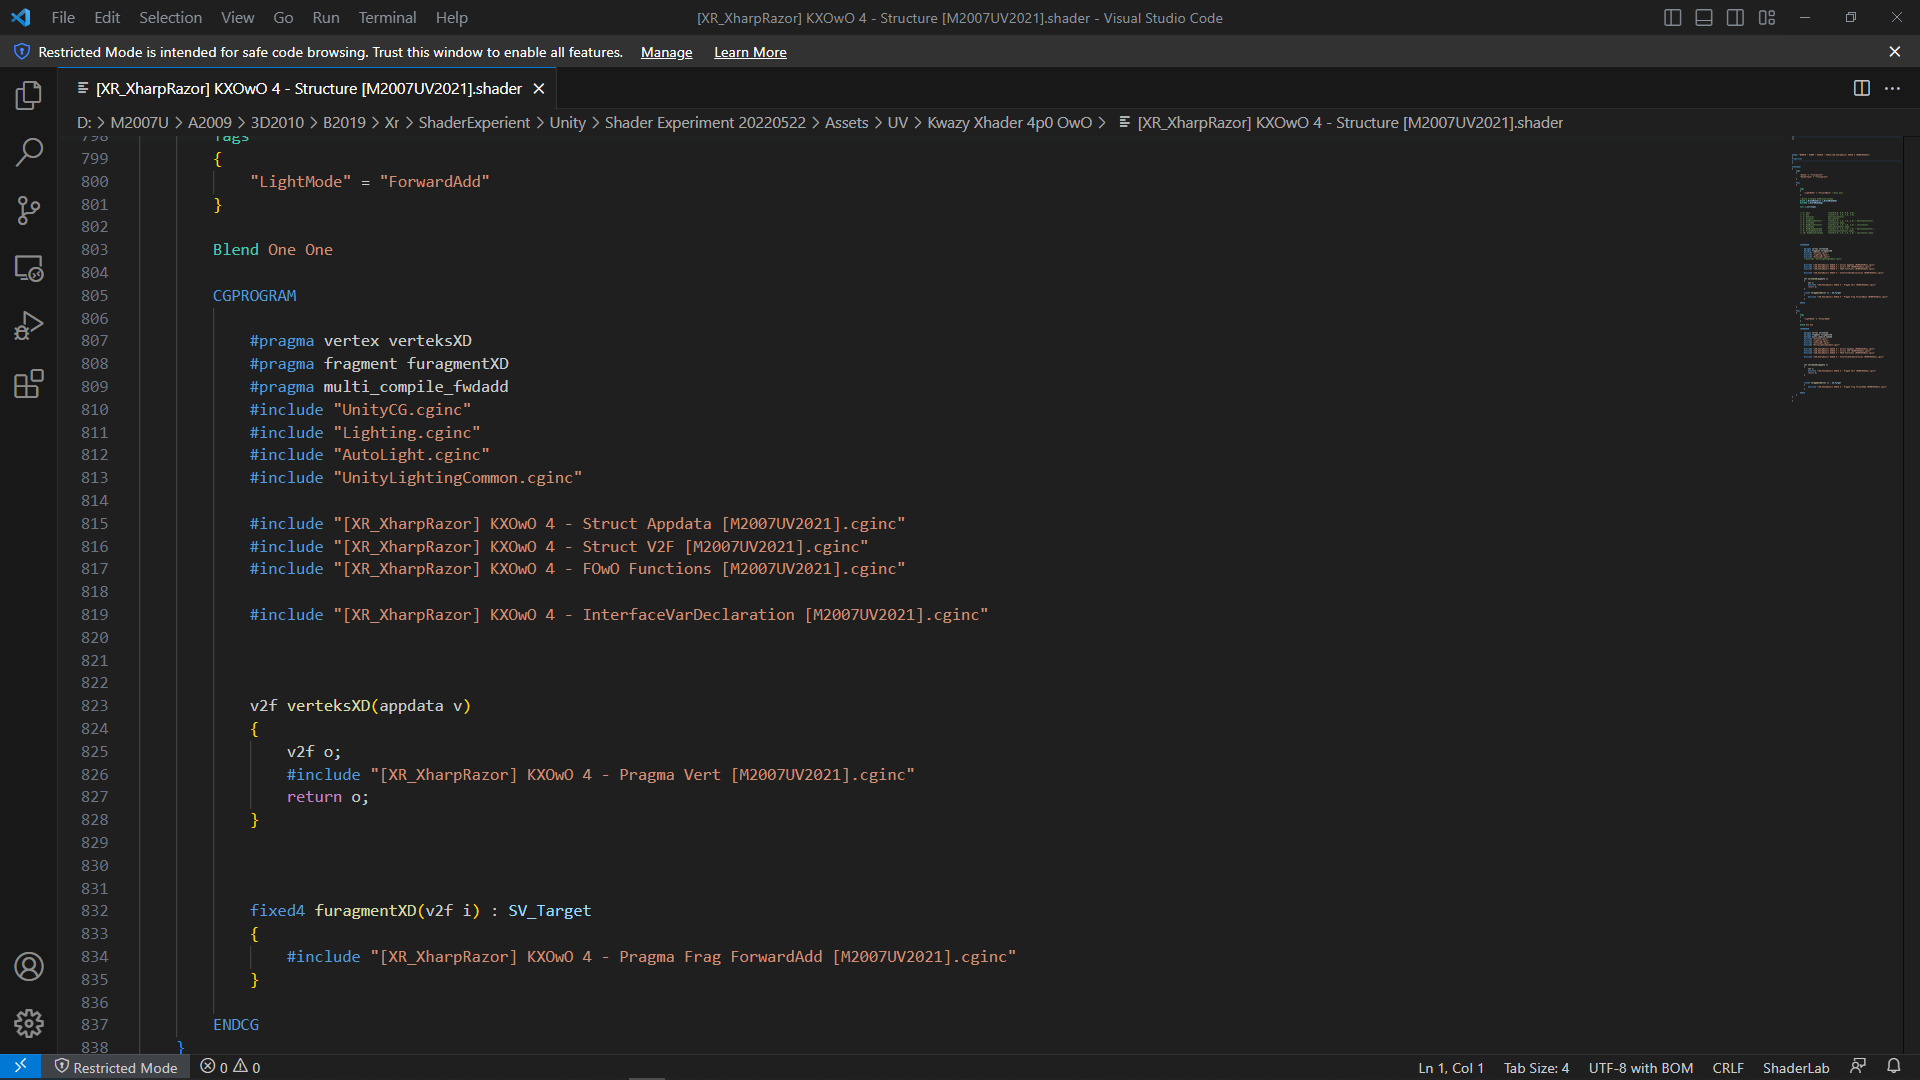 File Edit Selection View Go Run Terminal Help [XR_XharpRazor] KXOwO 4 - Structure [M2007UV2021].shader - Visual Studio Code
Restricted Mode is intended for safe code browsing. Trust this window to enable all features. Manage Learn More
[XR_XharpRazor] KXOwO 4 - Structure [M2007UV2021].shader
D: > M2007U > A2009 > 3D2010 > B2019 > Xr > ShaderExperient > Unity > Shader Experiment 20220522 > Assets > UV > Kwazy Xhader 4p0 OwO > [XR_XharpRazor] KXOwO 4 - Structure [M2007UV2021].shader
798 Tags
799 {
800 "LightMode" = "ForwardAdd"
801 }
802
803 Blend One One
804
805 CGPROGRAM
806
807 #pragma vertex verteksXD
808 #pragma fragment furagmentXD
809 #pragma multi_compile_fwdadd
810 #include "UnityCG.cginc"
811 #include "Lighting.cginc"
812 #include "AutoLight.cginc"
813 #include "UnityLightingCommon.cginc"
814
815 #include "[XR_XharpRazor] KXOwO 4 - Struct Appdata [M2007UV2021].cginc"
816 #include "[XR_XharpRazor] KXOwO 4 - Struct V2F [M2007UV2021].cginc"
817 #include "[XR_XharpRazor] KXOwO 4 - FOwO Functions [M2007UV2021].cginc"
818
819 #include "[XR_XharpRazor] KXOwO 4 - InterfaceVarDeclaration [M2007UV2021].cginc"
820
821
822
823 v2f verteksXD(appdata v)
824 {
825 v2f o;
826 #include "[XR_XharpRazor] KXOwO 4 - Pragma Vert [M2007UV2021].cginc"
827 return o;
828 }
829
830
831
832 fixed4 furagmentXD(v2f i) : SV_Target
833 {
834 #include "[XR_XharpRazor] KXOwO 4 - Pragma Frag ForwardAdd [M2007UV2021].cginc"
835 }
836
837 ENDCG
838 }
Restricted Mode 0 0 Ln 1, Col 1 Tab Size: 4 UTF-8 with BOM CRLF ShaderLab